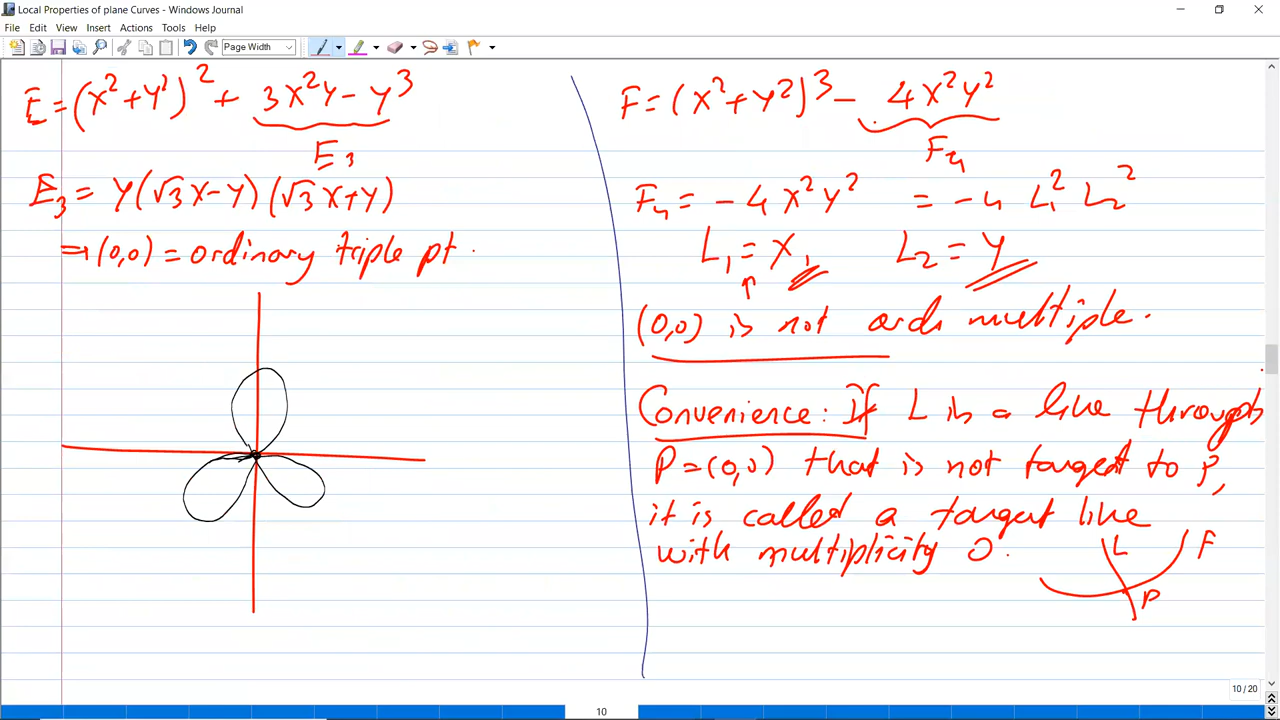 Local Properties of plane Curves - Windows Journal
File Edit View Insert Actions Tools Help
Page Width
E = (X² + Y²)² + 3X²Y - Y³
E₃
E₃ = Y(√3X - Y)(√3X + Y)
⇒ (0,0) = ordinary triple pt.
F = (X² + Y²)³ - 4X²Y²
F₄
F₄ = -4X²Y² = -4 L₁² L₂²
L₁ = X, L₂ = Y
(0,0) is not ord. multiple.
Convenience: If L is a line through
P = (0,0) that is not tangent to P,
it is called a tangent line
with multiplicity 0.
L F
P
10 / 20
10